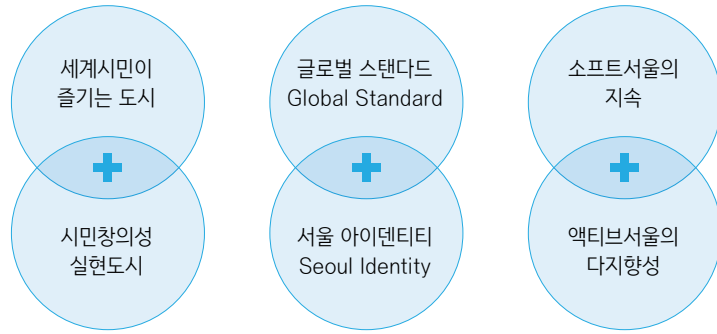 세계시민이
즐기는 도시
+
시민창의성
실현도시
글로벌 스탠다드
Global Standard
+
서울 아이덴티티
Seoul Identity
소프트서울의
지속
+
액티브서울의
다지향성